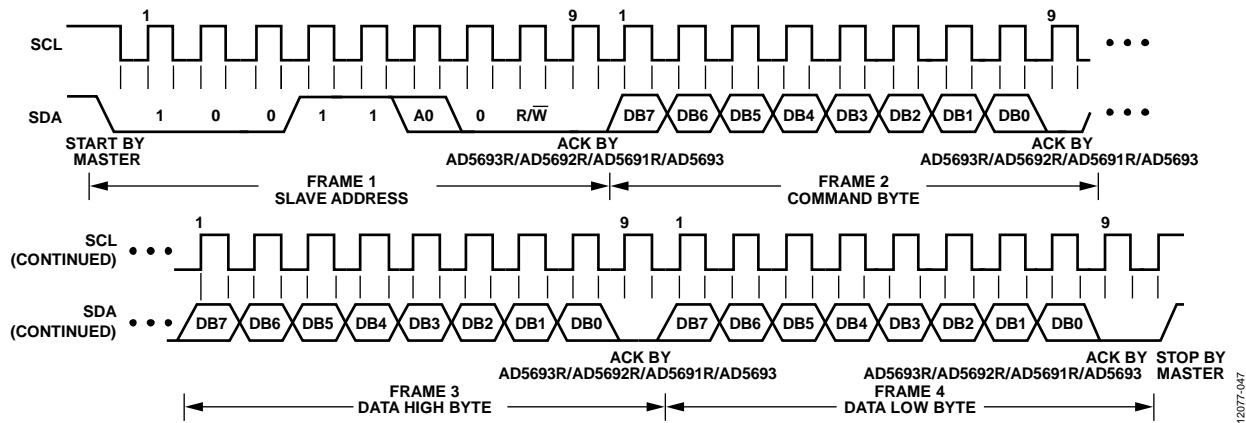 1 9 1 9
SCL
SDA 1 0 0 1 1 A0 0 R/W̅ DB7 DB6 DB5 DB4 DB3 DB2 DB1 DB0
START BY
MASTER
ACK BY
AD5693R/AD5692R/AD5691R/AD5693
ACK BY
AD5693R/AD5692R/AD5691R/AD5693
FRAME 1
SLAVE ADDRESS
FRAME 2
COMMAND BYTE
1 9 1 9
SCL
(CONTINUED)
SDA
(CONTINUED)
DB7 DB6 DB5 DB4 DB3 DB2 DB1 DB0 DB7 DB6 DB5 DB4 DB3 DB2 DB1 DB0
ACK BY
AD5693R/AD5692R/AD5691R/AD5693
ACK BY
AD5693R/AD5692R/AD5691R/AD5693
STOP BY
MASTER
FRAME 3
DATA HIGH BYTE
FRAME 4
DATA LOW BYTE
12077-047